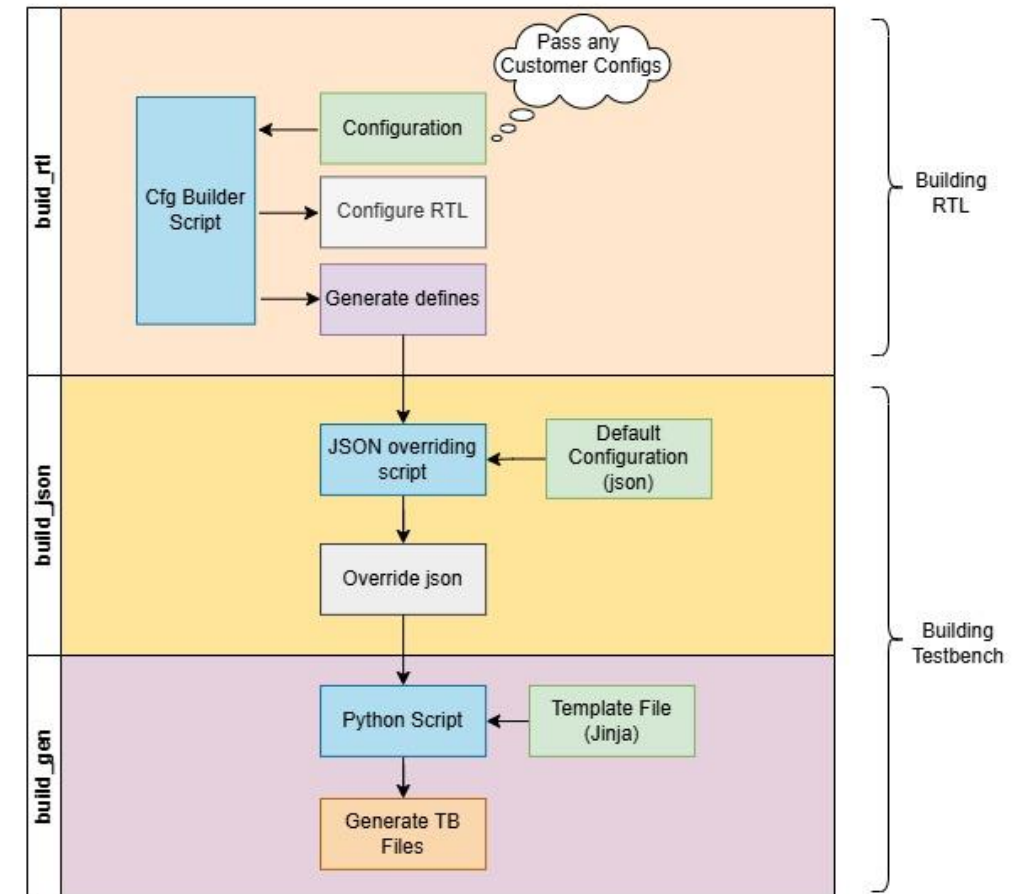 Pass any
Customer Configs
Configuration
Cfg Builder
Script
Configure RTL
Generate defines
buid_rtl
Building
RTL
JSON overriding
script
Default
Configuration
(json)
Override json
build_json
Python Script
Template File
(Jinja)
Generate TB
Files
build_gen
Building
Testbench